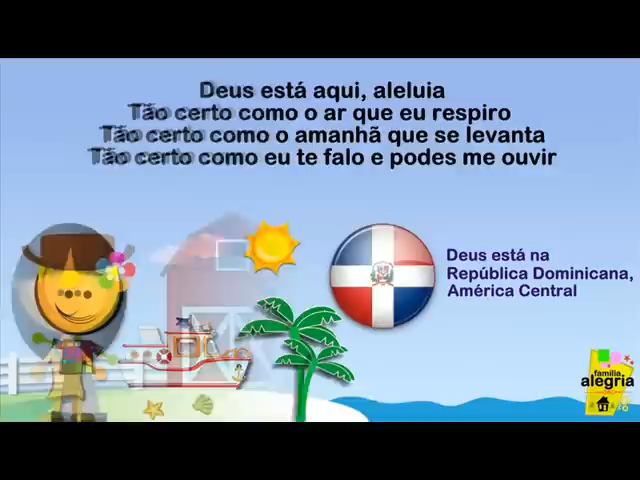 Deus está aqui, aleluia
Tão certo como o ar que eu respiro
Tão certo como o amanhã que se levanta
Tão certo como eu te falo e podes me ouvir
Deus está na
República Dominicana,
América Central
família
alegria